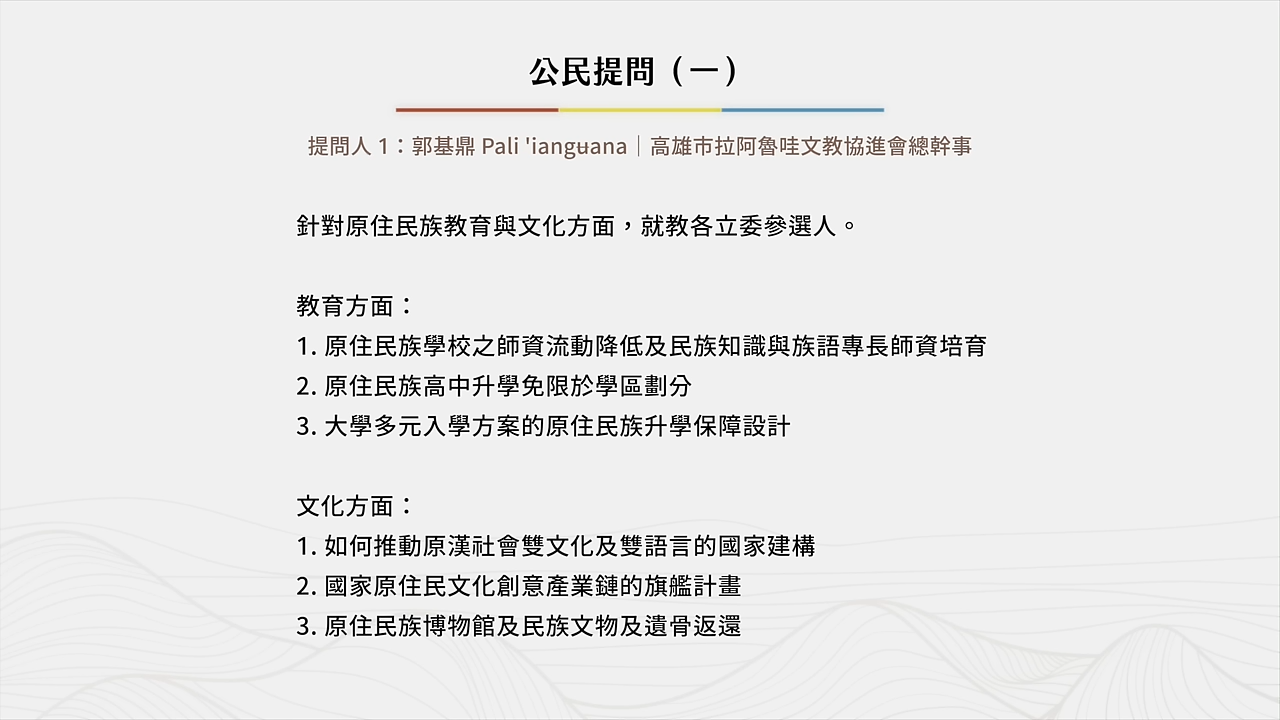 公民提問（一）
提問人 1：郭基鼎 Pali 'iangʉana｜高雄市拉阿魯哇文教協進會總幹事
針對原住民族教育與文化方面，就教各立委參選人。
教育方面：
1. 原住民族學校之師資流動降低及民族知識與族語專長師資培育
2. 原住民族高中升學免限於學區劃分
3. 大學多元入學方案的原住民族升學保障設計
文化方面：
1. 如何推動原漢社會雙文化及雙語言的國家建構
2. 國家原住民文化創意產業鏈的旗艦計畫
3. 原住民族博物館及民族文物及遺骨返還